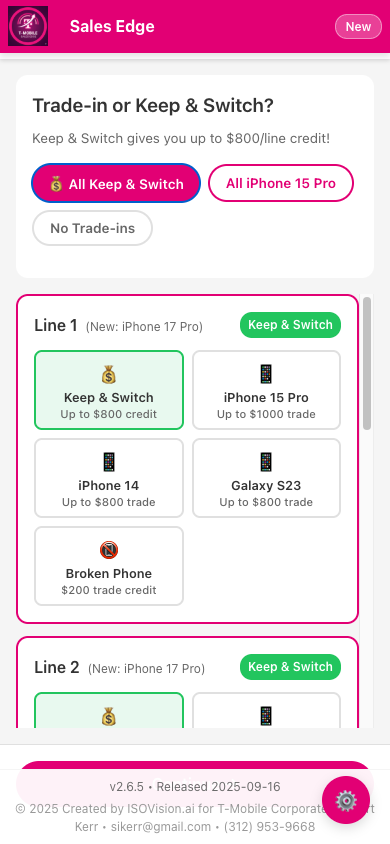 T-MOBILE
Sales Edge
New
Trade-in or Keep & Switch?
Keep & Switch gives you up to $800/line credit!
All Keep & Switch
All iPhone 15 Pro
No Trade-ins
Line 1 (New: iPhone 17 Pro)
Keep & Switch
Keep & Switch
Up to $800 credit
iPhone 15 Pro
Up to $1000 trade
iPhone 14
Up to $800 trade
Galaxy S23
Up to $800 trade
Broken Phone
$200 trade credit
Line 2 (New: iPhone 17 Pro)
Keep & Switch
v2.6.5 • Released 2025-09-16
© 2025 Created by ISOVision.ai for T-Mobile Corporate
Kerr • sikerr@gmail.com • (312) 953-9668